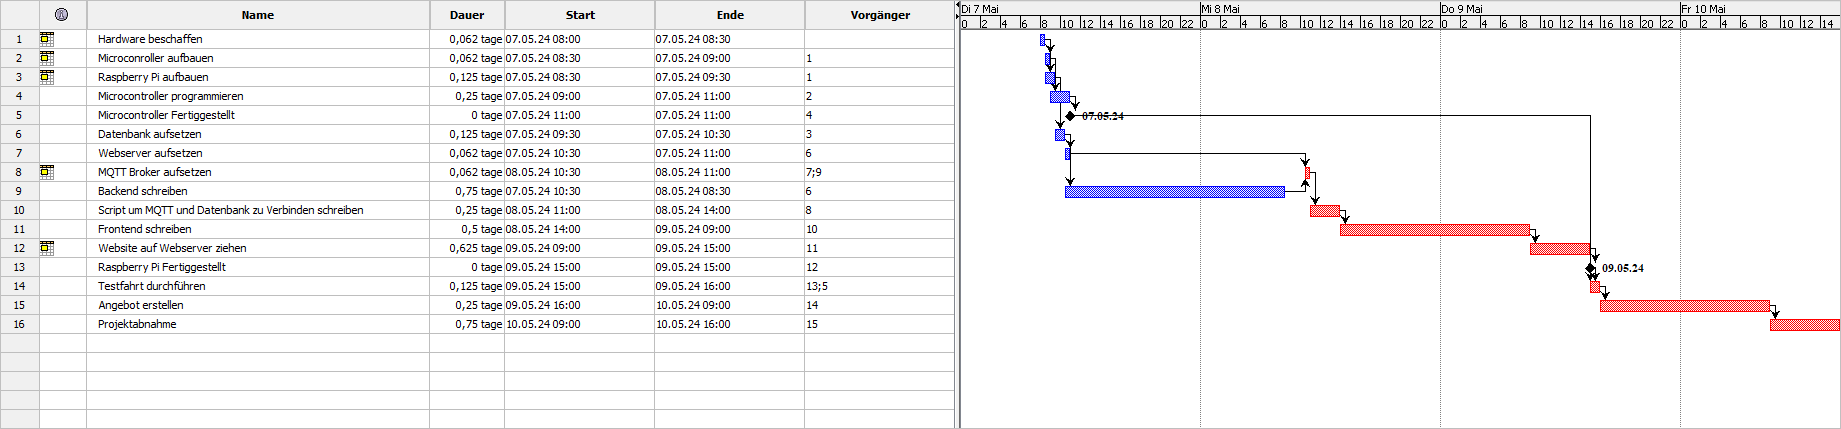 Name Dauer Start Ende Vorgänger
Di 7 Mai Mi 8 Mai Do 9 Mai Fr 10 Mai
0 2 4 6 8 10 12 14 16 18 20 22 0 2 4 6 8 10 12 14 16 18 20 22 0 2 4 6 8 10 12 14 16 18 20 22 0 2 4 6 8 10 12 14
1 Hardware beschaffen 0,062 tage 07.05.24 08:00 07.05.24 08:30
2 Microconroller aufbauen 0,062 tage 07.05.24 08:30 07.05.24 09:00 1
3 Raspberry Pi aufbauen 0,125 tage 07.05.24 08:30 07.05.24 09:30 1
4 Microcontroller programmieren 0,25 tage 07.05.24 09:00 07.05.24 11:00 2
5 Microcontroller Fertiggestellt 0 tage 07.05.24 11:00 07.05.24 11:00 4 07.05.24
6 Datenbank aufsetzen 0,125 tage 07.05.24 09:30 07.05.24 10:30 3
7 Webserver aufsetzen 0,062 tage 07.05.24 10:30 07.05.24 11:00 6
8 MQTT Broker aufsetzen 0,062 tage 08.05.24 10:30 08.05.24 11:00 7;9
9 Backend schreiben 0,75 tage 07.05.24 10:30 08.05.24 08:30 6
10 Script um MQTT und Datenbank zu Verbinden schreiben 0,25 tage 08.05.24 11:00 08.05.24 14:00 8
11 Frontend schreiben 0,5 tage 08.05.24 14:00 09.05.24 09:00 10
12 Website auf Webserver ziehen 0,625 tage 09.05.24 09:00 09.05.24 15:00 11
13 Raspberry Pi Fertiggestellt 0 tage 09.05.24 15:00 09.05.24 15:00 12 09.05.24
14 Testfahrt durchführen 0,125 tage 09.05.24 15:00 09.05.24 16:00 13;5
15 Angebot erstellen 0,25 tage 09.05.24 16:00 10.05.24 09:00 14
16 Projektabnahme 0,75 tage 10.05.24 09:00 10.05.24 16:00 15